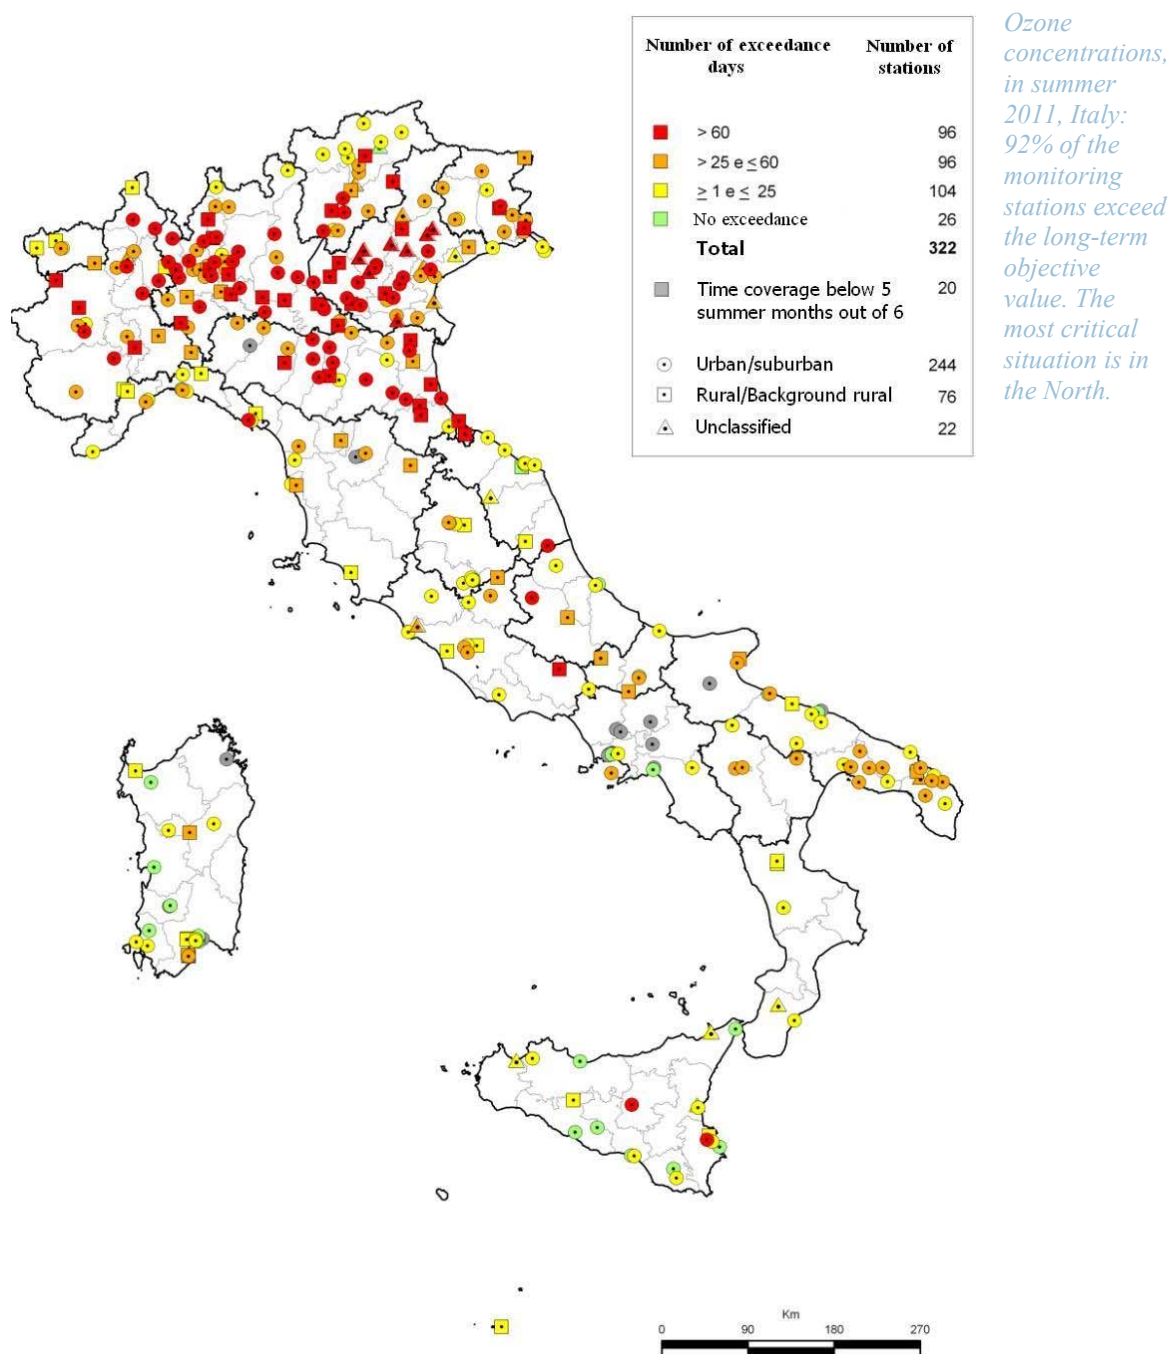 Number of exceedance days
Number of stations
> 60 96
> 25 e ≤ 60 96
≥ 1 e ≤ 25 104
No exceedance 26
Total 322
Time coverage below 5 20
summer months out of 6
Urban/suburban 244
Rural/Background rural 76
Unclassified 22
Ozone
concentrations,
in summer
2011, Italy:
92% of the
monitoring
stations exceed
the long-term
objective
value. The
most critical
situation is in
the North.
Km
0 90 180 270